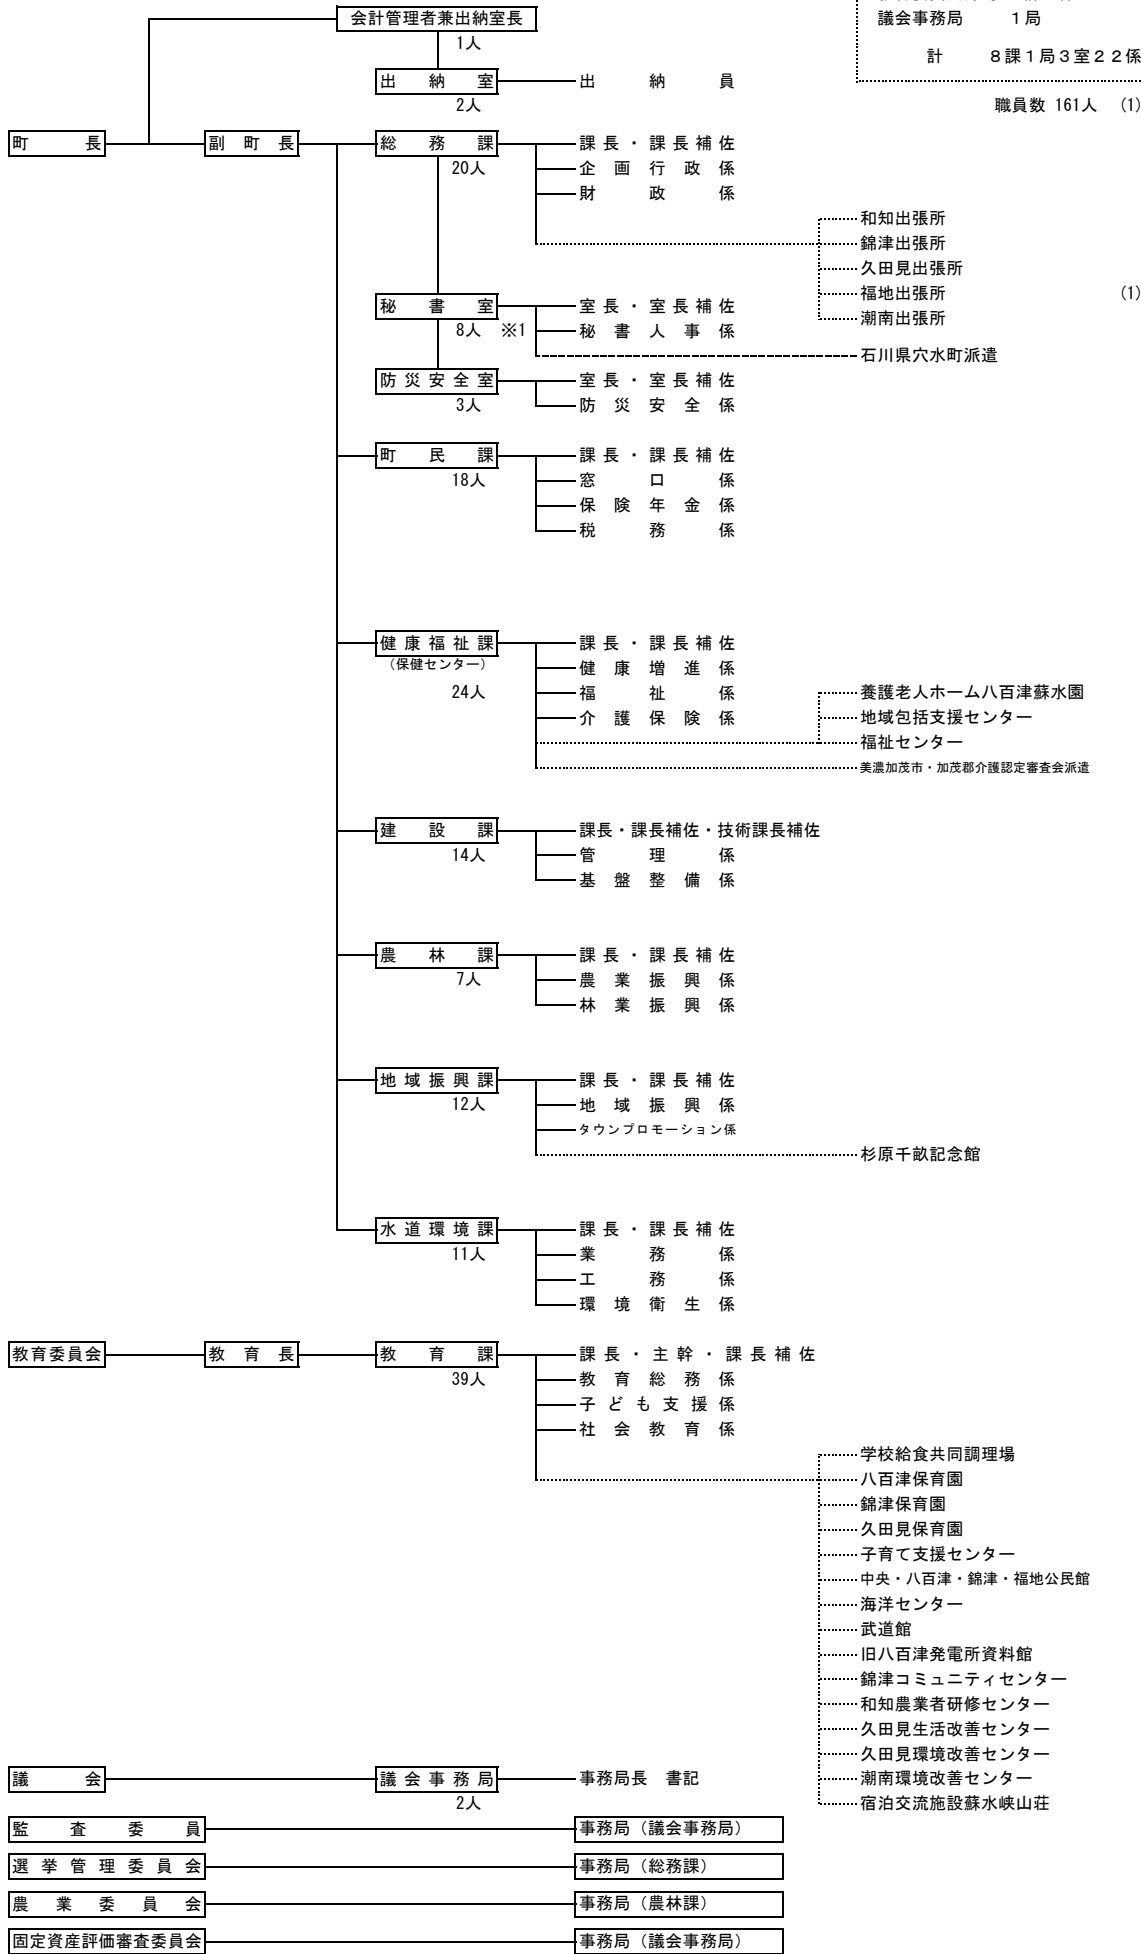 会計管理者兼出納室長
1人
議会事務局 1局
計 8課1局3室22係
出納室 出納員
2人
職員数 161人 (1)
町長 副町長 総務課 課長・課長補佐
20人 企画行政係
財政係
和知出張所
錦津出張所
久田見出張所
福地出張所 (1)
潮南出張所
秘書室 室長・室長補佐
8人 ※1 秘書人事係
石川県穴水町派遣
防災安全室 室長・室長補佐
3人 防災安全係
町民課 課長・課長補佐
18人 窓口係
保険年金係
税務係
健康福祉課 課長・課長補佐
(保健センター) 健康増進係
24人 福祉係 養護老人ホーム八百津蘇水園
介護保険係 地域包括支援センター
福祉センター
美濃加茂市・加茂郡介護認定審査会派遣
建設課 課長・課長補佐・技術課長補佐
14人 管理係
基盤整備係
農林課 課長・課長補佐
7人 農業振興係
林業振興係
地域振興課 課長・課長補佐
12人 地域振興係
タウンプロモーション係
杉原千畝記念館
水道環境課 課長・課長補佐
11人 業務係
工務係
環境衛生係
教育委員会 教育長 教育課 課長・主幹・課長補佐
39人 教育総務係
子ども支援係
社会教育係
学校給食共同調理場
八百津保育園
錦津保育園
久田見保育園
子育て支援センター
中央・八百津・錦津・福地公民館
海洋センター
武道館
旧八百津発電所資料館
錦津コミュニティセンター
和知農業者研修センター
久田見生活改善センター
久田見環境改善センター
議会 議会事務局 事務局長 書記 潮南環境改善センター
2人 宿泊交流施設蘇水峡山荘
監査委員 事務局（議会事務局）
選挙管理委員会 事務局（総務課）
農業委員会 事務局（農林課）
固定資産評価審査委員会 事務局（議会事務局）